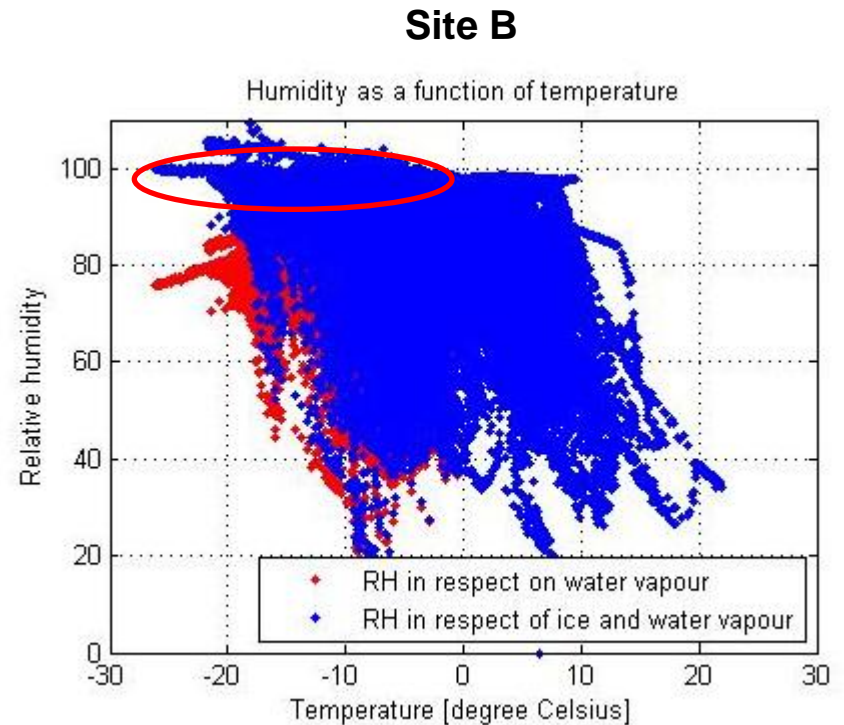 Site B
Humidity as a function of temperature
Relative humidity
100
80
60
40
20
0
-30
-20
-10
0
10
20
30
Temperature [degree Celsius]
RH in respect on water vapour
RH in respect of ice and water vapour